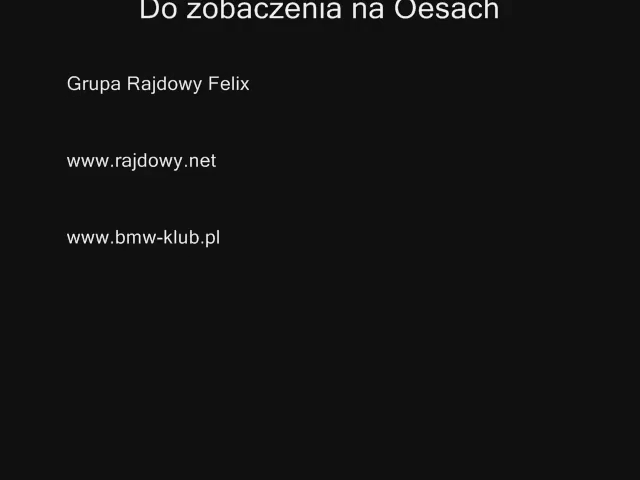 Do zobaczenia na Oesach
Grupa Rajdowy Felix
www.rajdowy.net
www.bmw-klub.pl